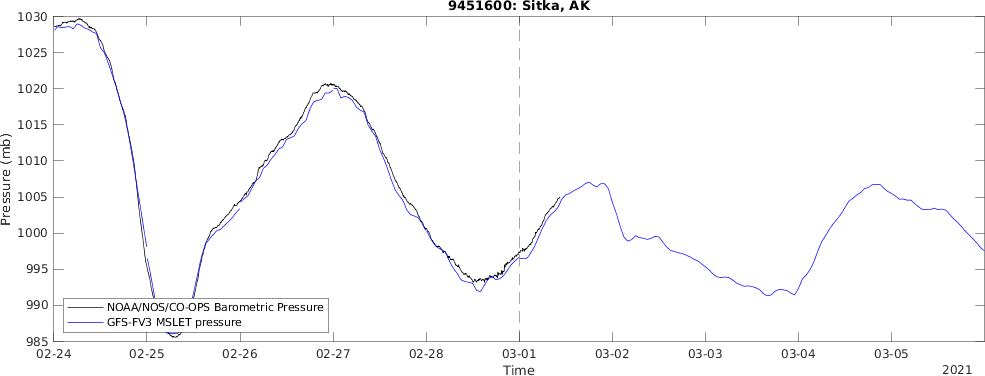 9451600: Sitka, AK
1030
1025
1020
1015
1010
1005
1000
995
990
985
Pressure (mb)
NOAA/NOS/CO-OPS Barometric Pressure
GFS-FV3 MSLET pressure
02-24 02-25 02-26 02-27 02-28 03-01 03-02 03-03 03-04 03-05
Time
2021